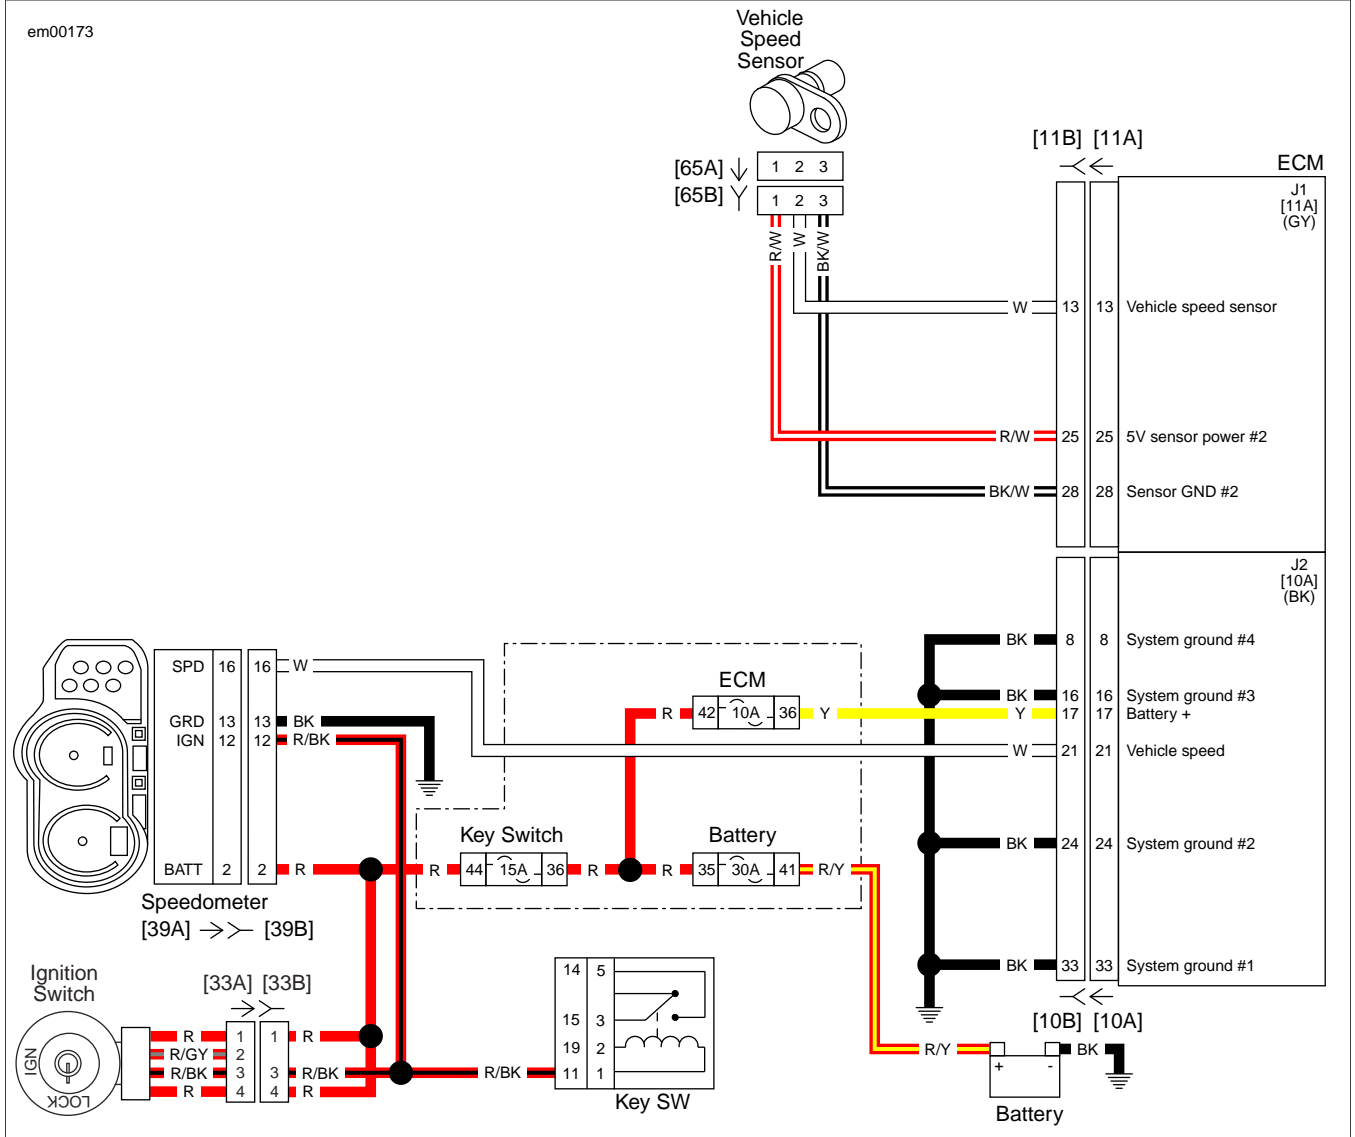 em00173
Vehicle
Speed
Sensor
[65A] 1 2 3
[65B] 1 2 3
R/W W BK/W
[11B] [11A]
ECM
J1
[11A]
(GY)
W 13 13 Vehicle speed sensor
R/W 25 25 5V sensor power #2
BK/W 28 28 Sensor GND #2
J2
[10A]
(BK)
BK 8 8 System ground #4
BK 16 16 System ground #3
Y 17 17 Battery +
W 21 21 Vehicle speed
BK 24 24 System ground #2
BK 33 33 System ground #1
[10B] [10A]
SPD 16 16 W
GRD 13 13 BK
IGN 12 12 R/BK
BATT 2 2 R
Speedometer
[39A] [39B]
ECM
R 42 10A 36 Y
Key Switch
R 44 15A 36 R
Battery
R 35 30A 41 R/Y
Ignition
Switch
[33A] [33B]
IGN
LOCK
R 1 1 R
R/GY 2
R/BK 3 3 R/BK
R 4 4 R
R/BK
14 5
15 3
19 2
11 1
Key SW
R/Y
+ -
BK
Battery